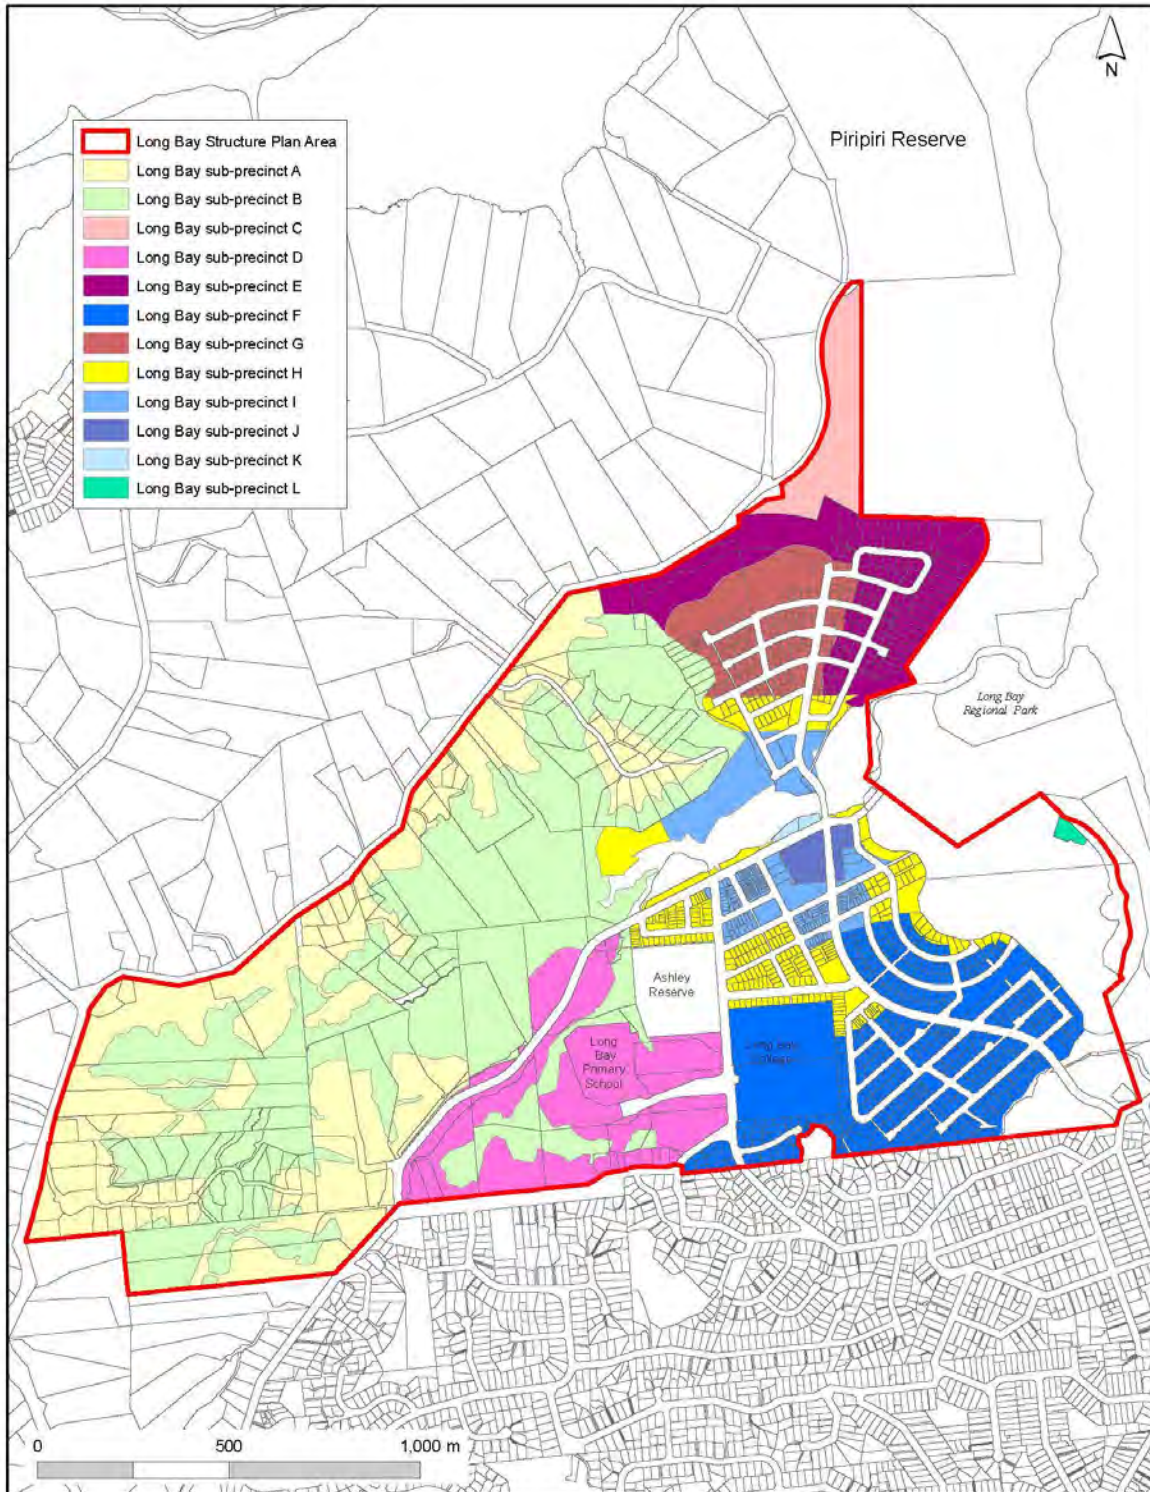 N
Piripiri Reserve
Long Bay Structure Plan Area
Long Bay sub-precinct A
Long Bay sub-precinct B
Long Bay sub-precinct C
Long Bay sub-precinct D
Long Bay sub-precinct E
Long Bay sub-precinct F
Long Bay sub-precinct G
Long Bay sub-precinct H
Long Bay sub-precinct I
Long Bay sub-precinct J
Long Bay sub-precinct K
Long Bay sub-precinct L
Long Bay
Regional Park
Ashley
Reserve
Long
Bay
Primary
School
Long Bay
College
0 500 1,000 m